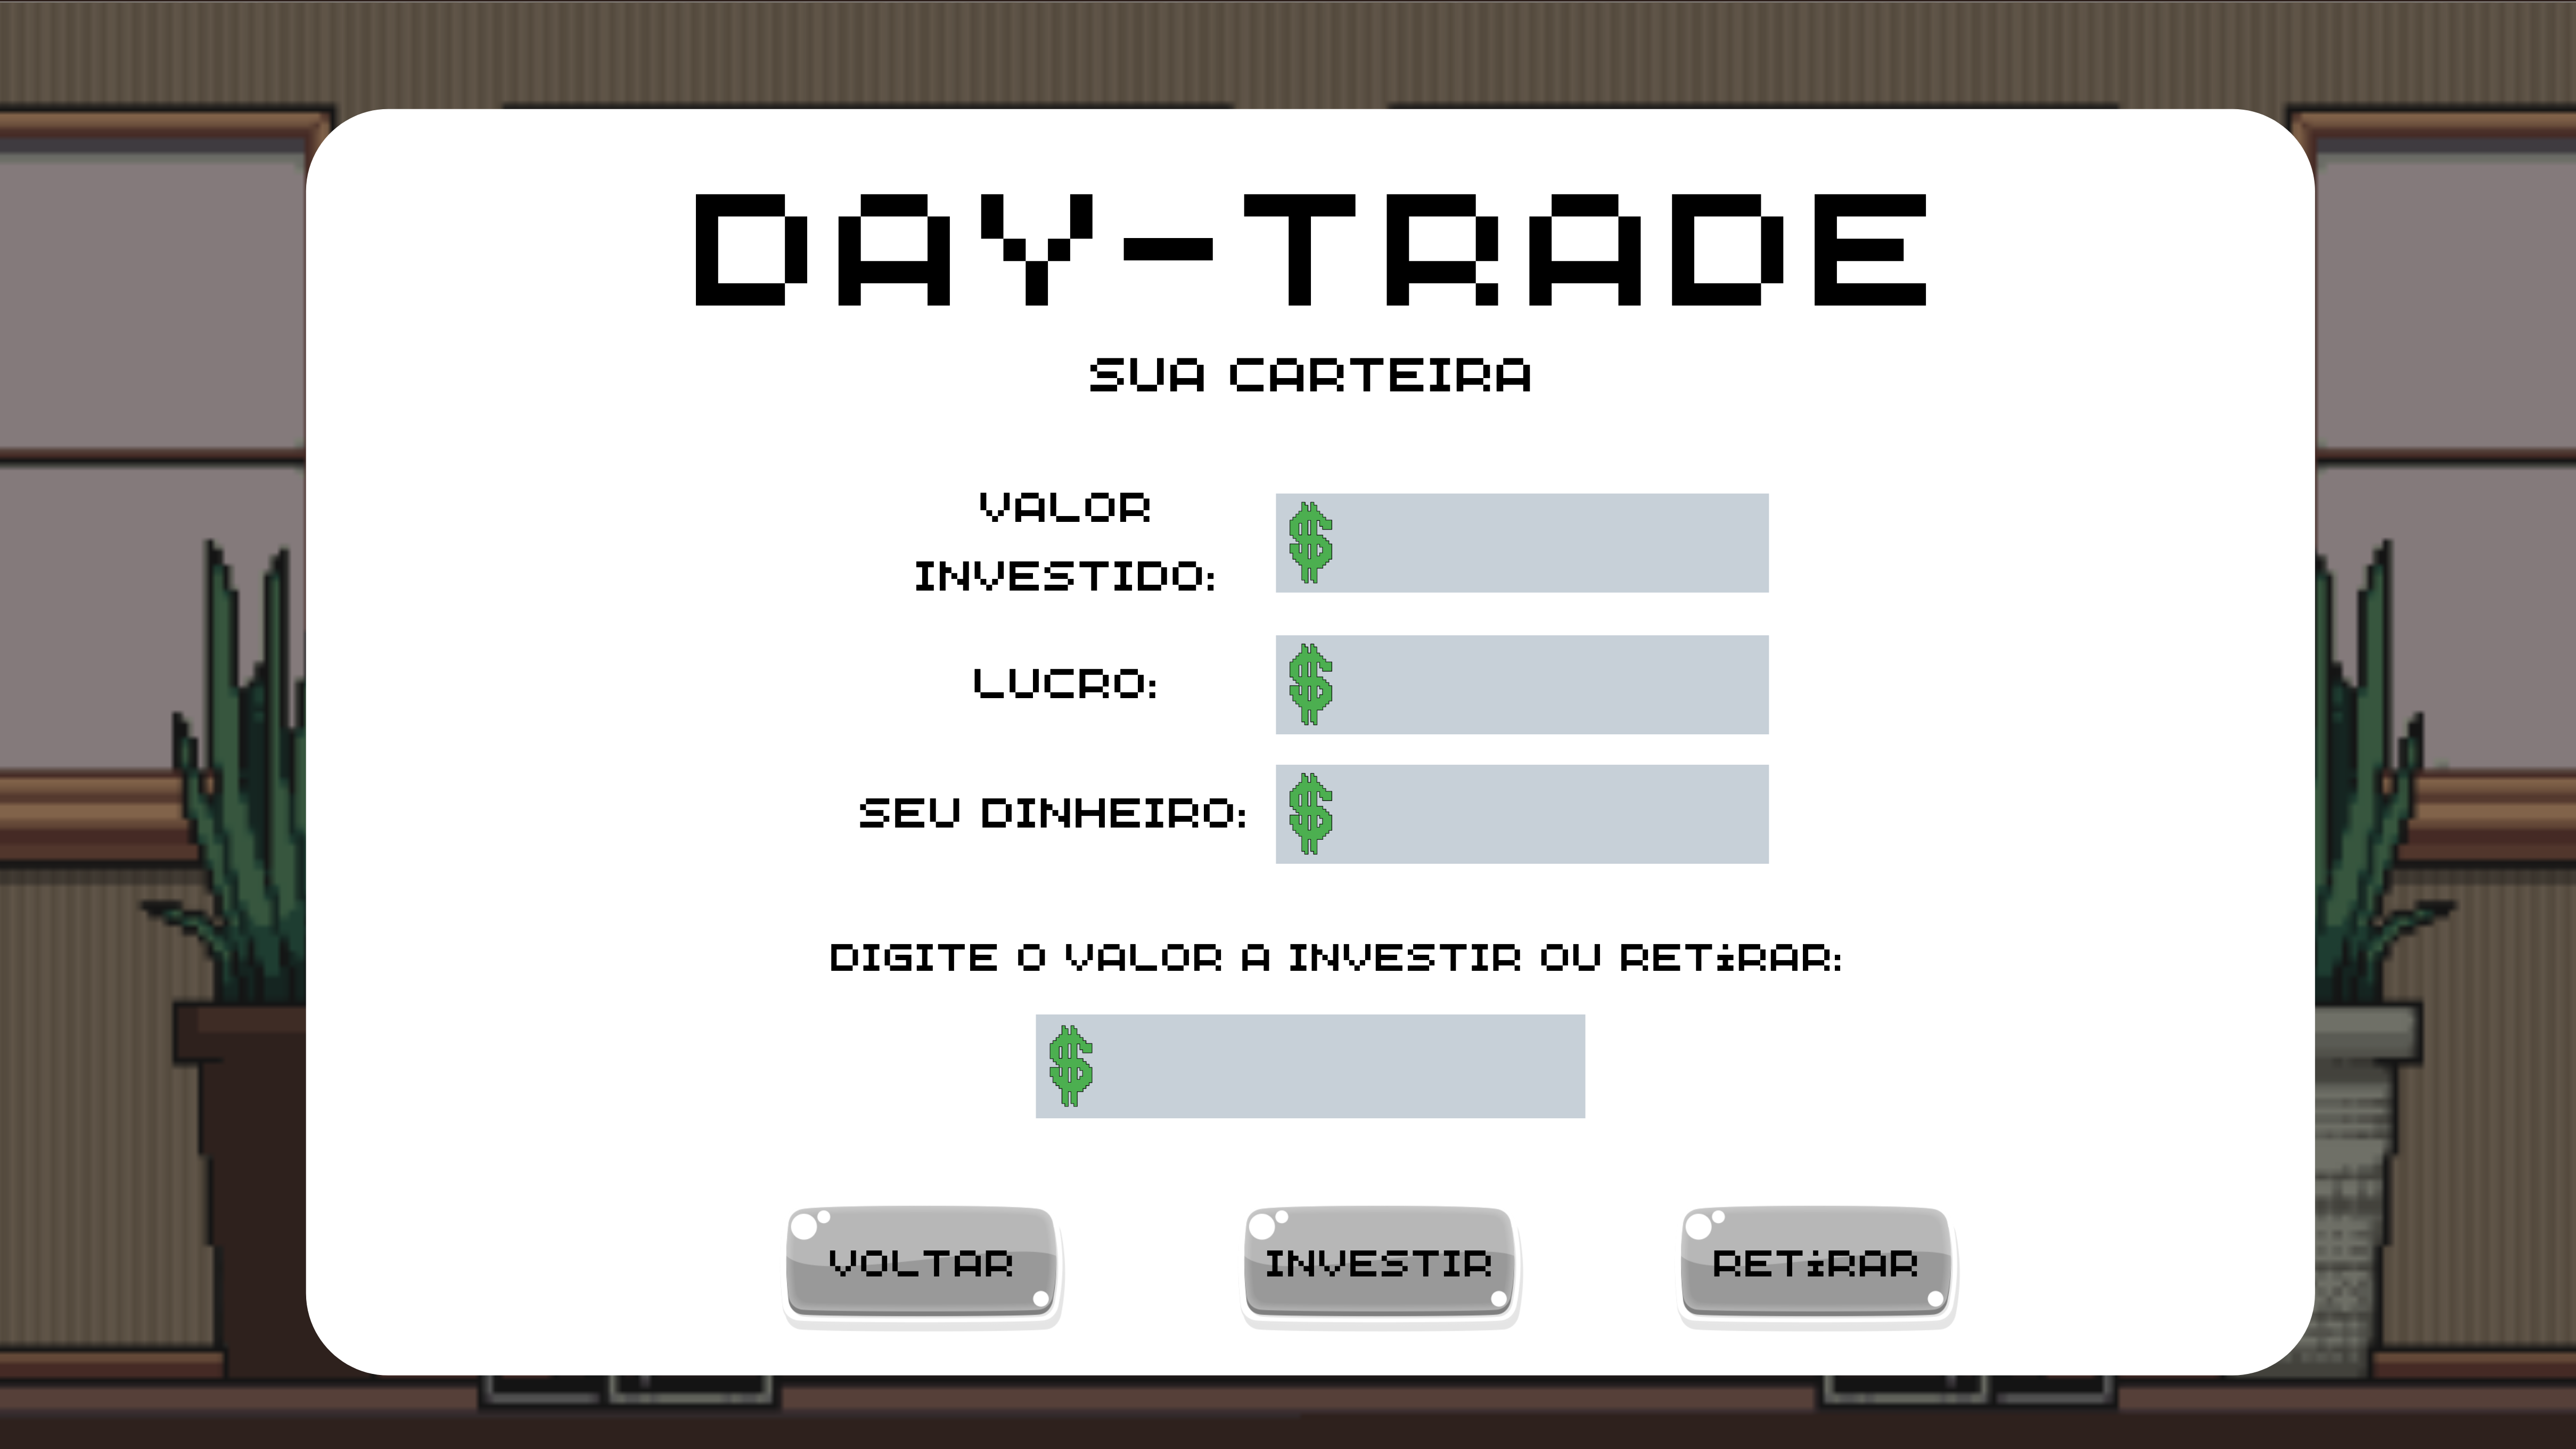 DAY-TRADE
SUA CARTEIRA
VALOR
INVESTIDO:
$
LUCRO: $
SEU DINHEIRO: $
DIGITE O VALOR A INVESTIR OU RETiRAR:
$
VOLTAR INVESTIR RETiRAR